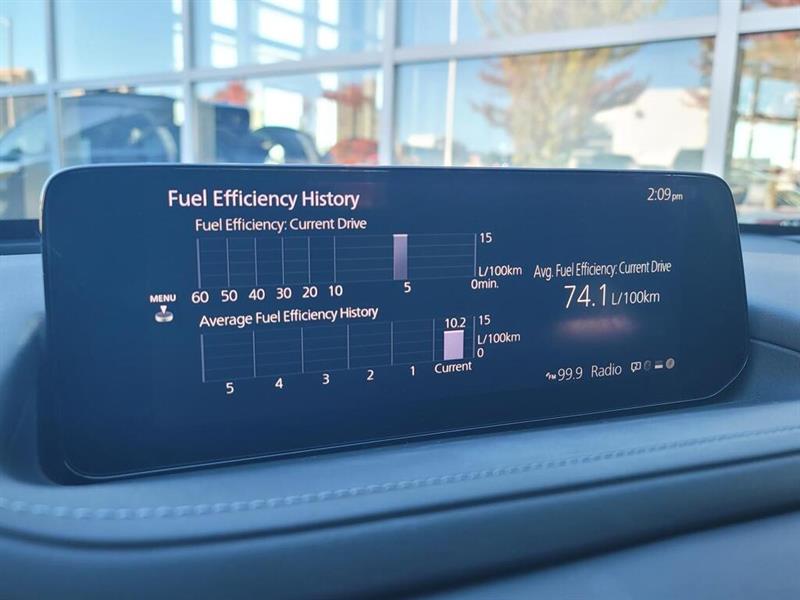 Fuel Efficiency History
2:09pm
Fuel Efficiency: Current Drive
15
L/100km
0min.
60 50 40 30 20 10 5
Avg. Fuel Efficiency: Current Drive
74.1 L/100km
MENU
Average Fuel Efficiency History
10.2
15
L/100km
0
5 4 3 2 1 Current
FM 99.9 Radio